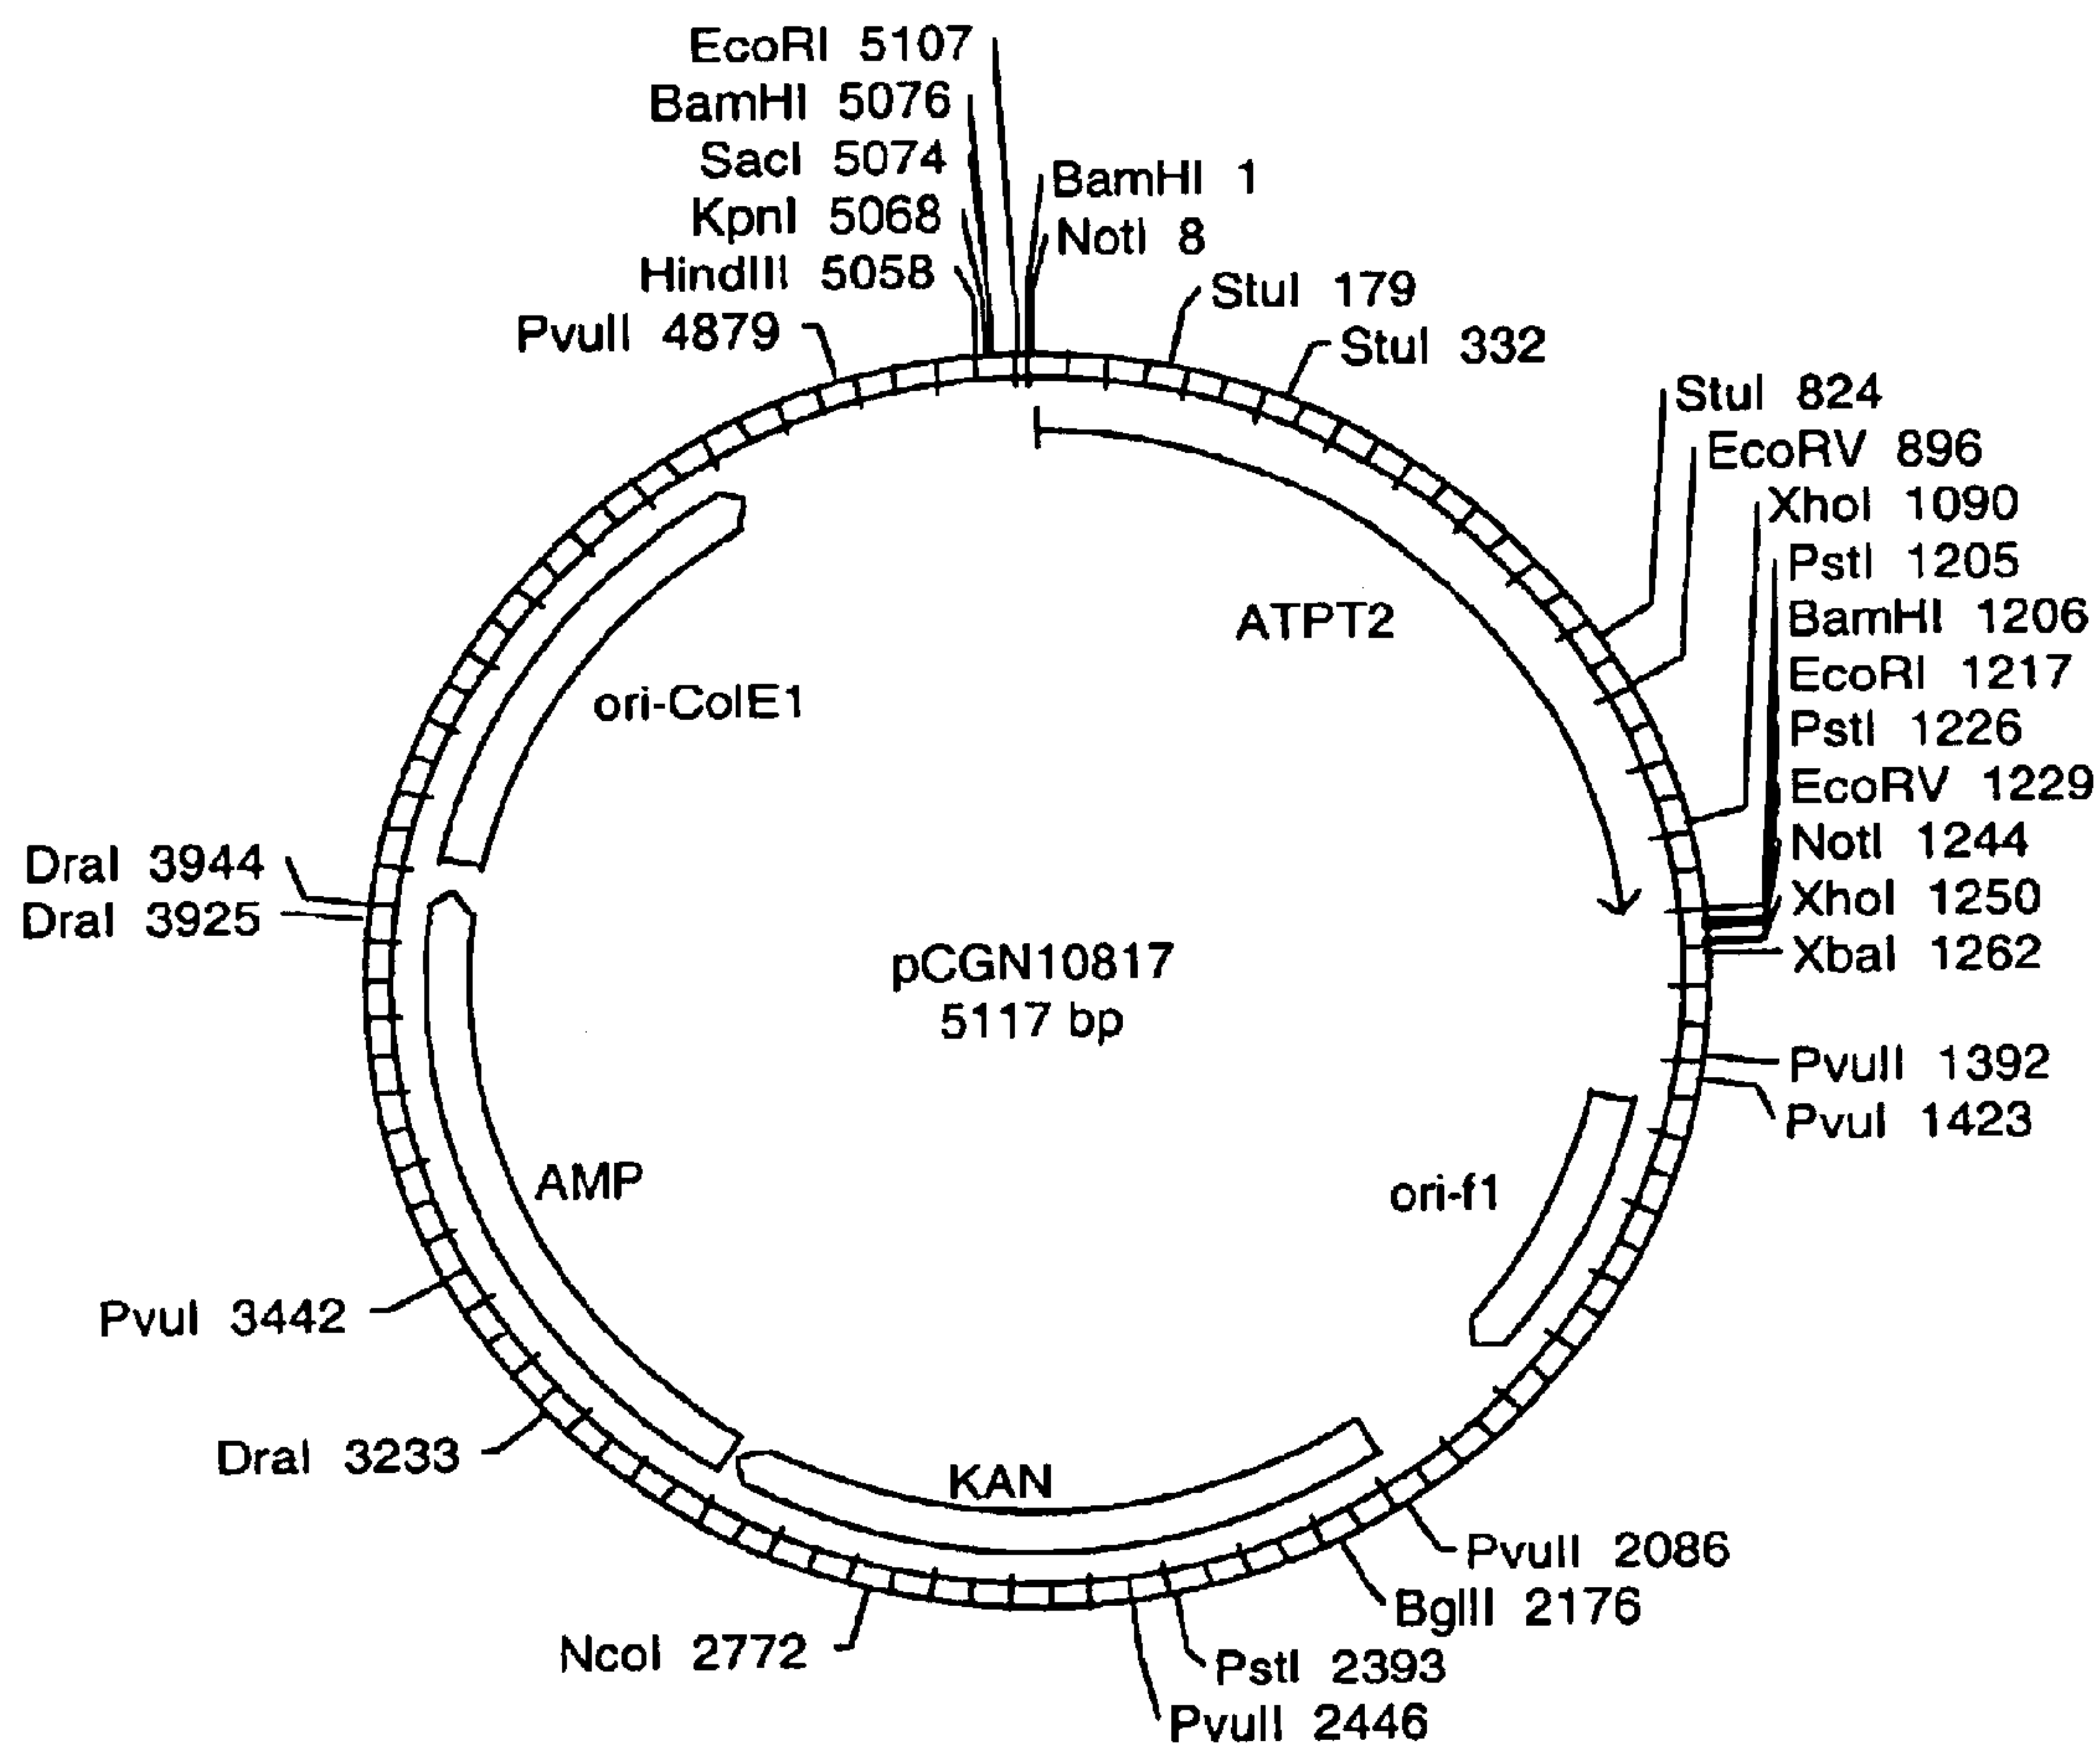 EcoRI 5107
BamHI 5076
SacI 5074
KpnI 5068
HindIII 5058
PvuII 4879
BamHI 1
NotI 8
StuI 179
StuI 332
StuI 824
EcoRV 896
XhoI 1090
PstI 1205
BamHI 1206
EcoRI 1217
PstI 1226
EcoRV 1229
NotI 1244
XhoI 1250
XbaI 1262
PvuII 1392
PvuI 1423
PvuII 2086
BglII 2176
PstI 2393
PvuII 2446
NcoI 2772
DraI 3233
PvuI 3442
DraI 3925
DraI 3944
ATPT2
ori-ColE1
pCGN10817
5117 bp
AMP
ori-f1
KAN